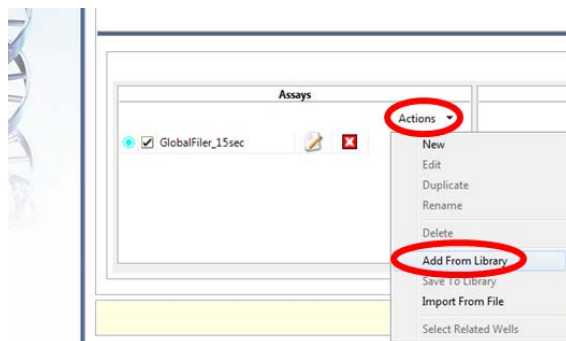 Assays
Actions
GlobalFiler_15sec
New
Edit
Duplicate
Rename
Delete
Add From Library
Save To Library
Import From File
Select Related Wells